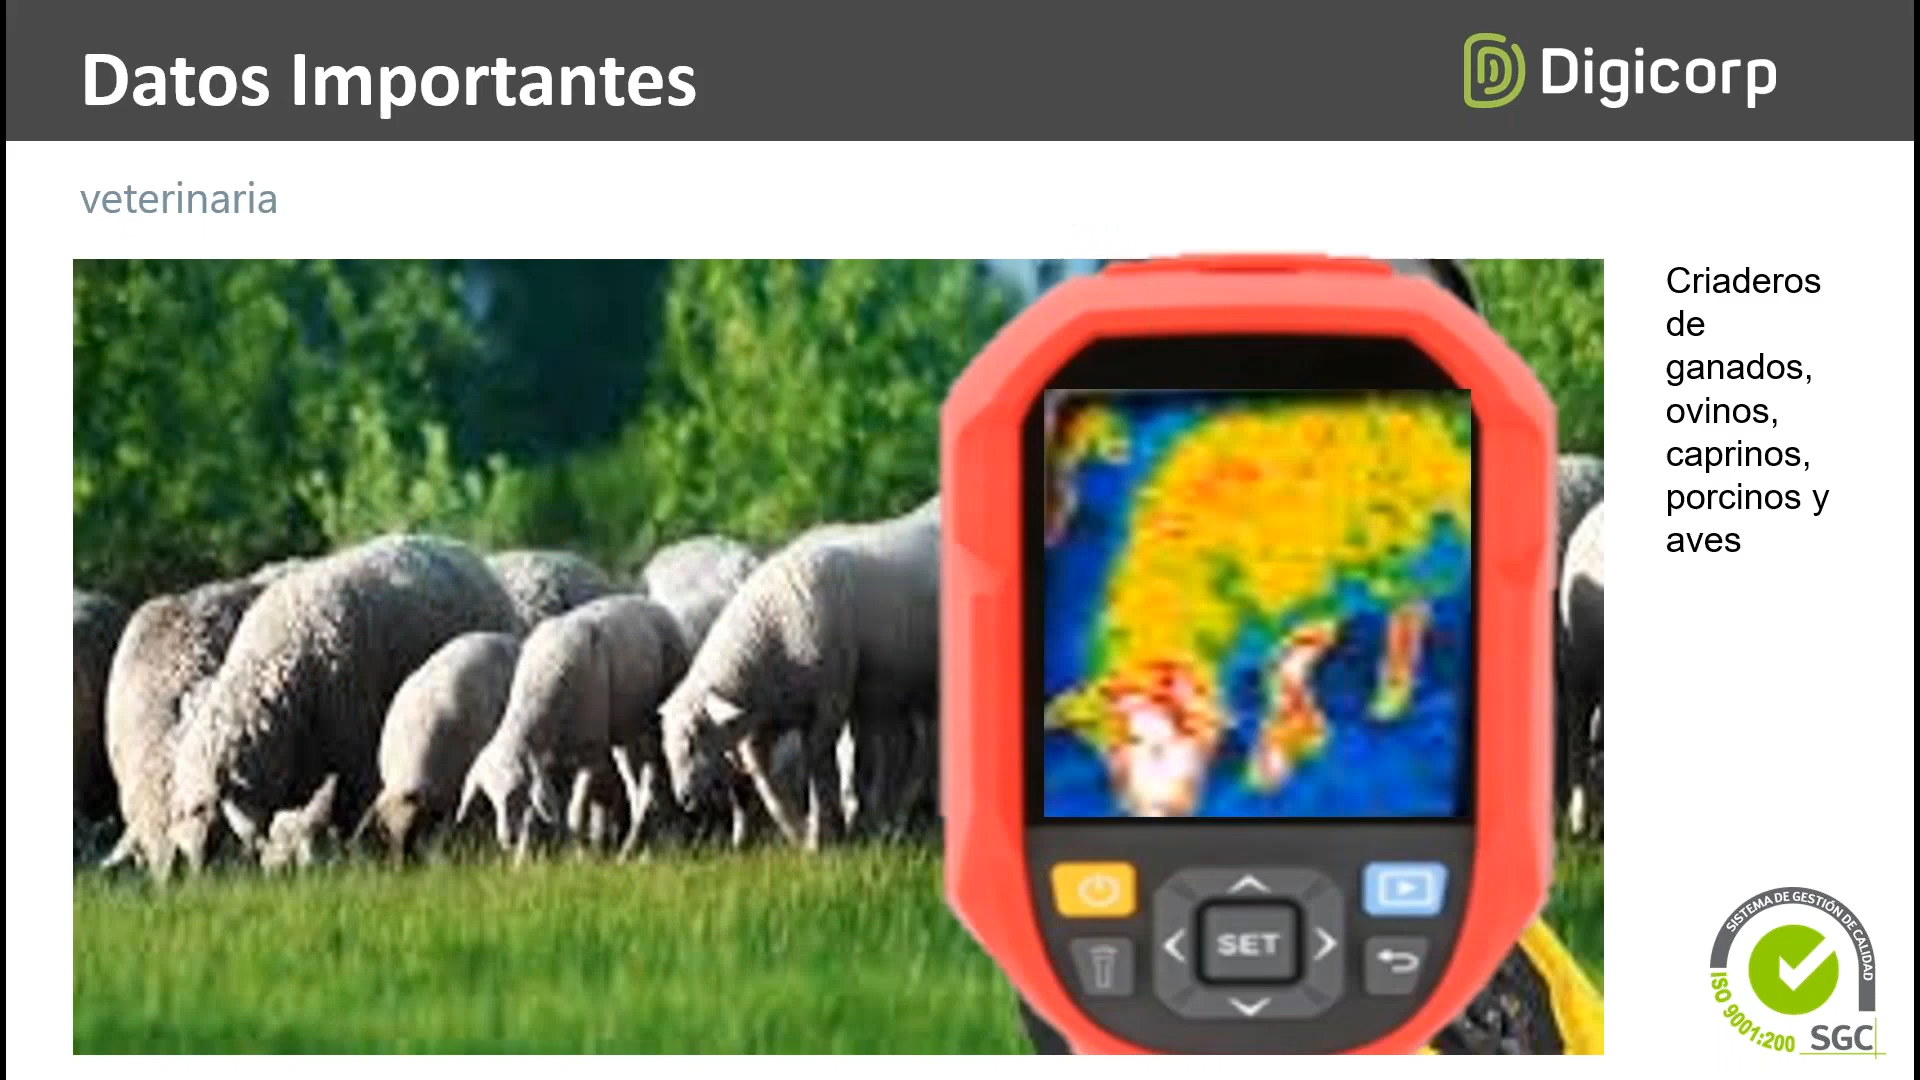 Datos Importantes
Digicorp
veterinaria
Criaderos
de
ganados,
ovinos,
caprinos,
porcinos y
aves
SET
SISTEMA DE GESTIÓN DE CALIDAD
ISO 9001:200
SGC